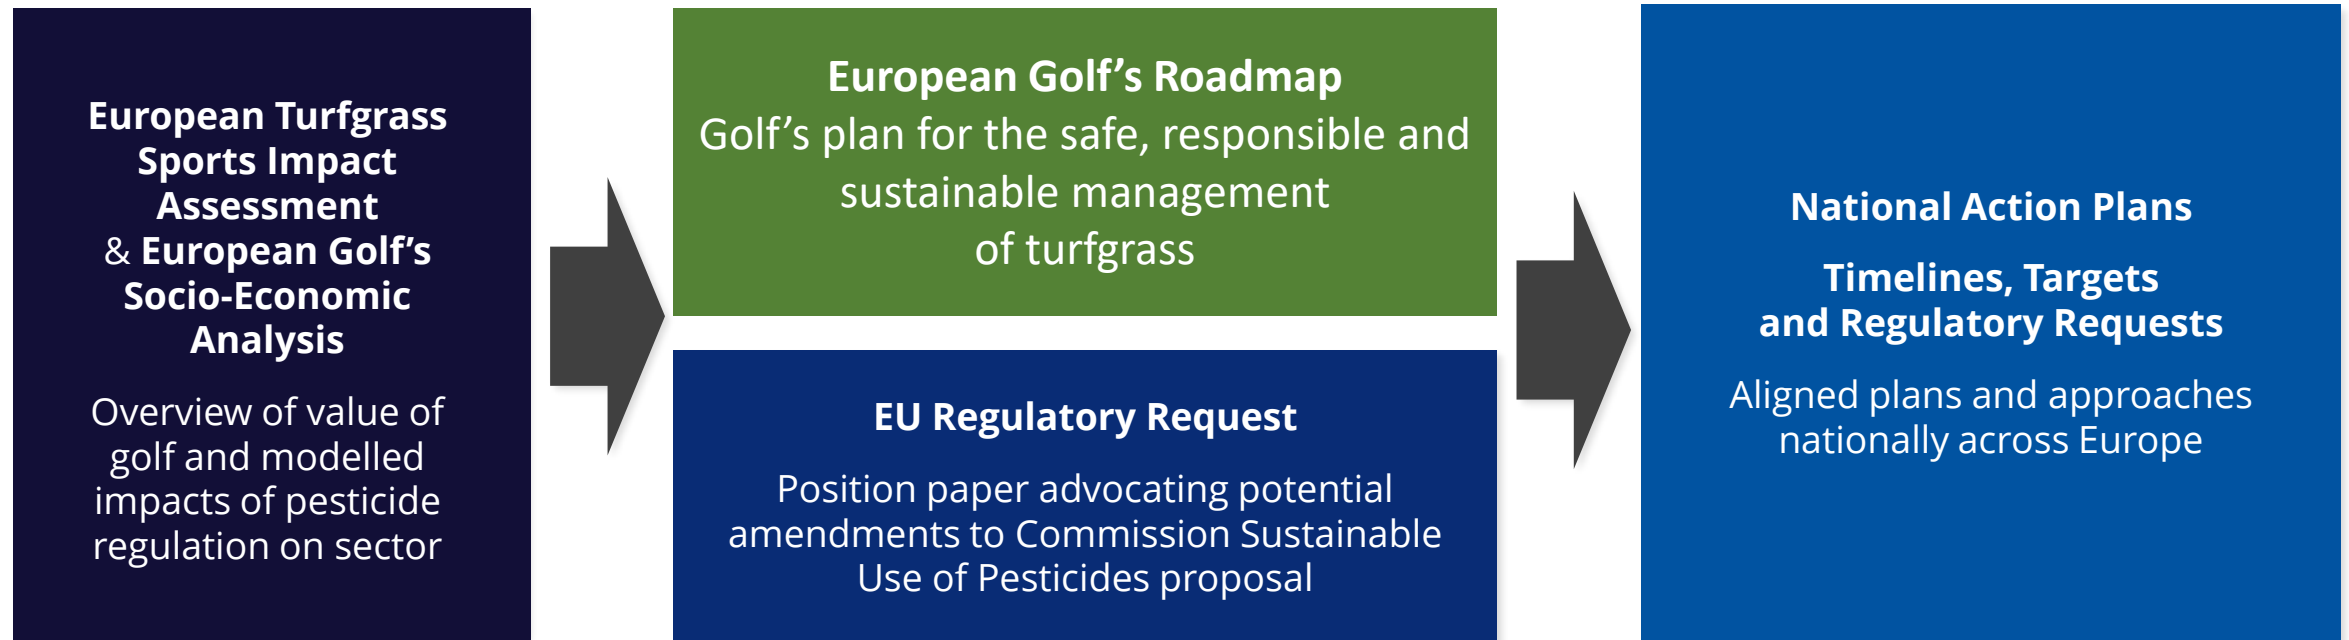 European Turfgrass
Sports Impact
Assessment
& European Golf’s
Socio-Economic
Analysis
Overview of value of
golf and modelled
impacts of pesticide
regulation on sector
European Golf’s Roadmap
Golf’s plan for the safe, responsible and
sustainable management
of turfgrass
EU Regulatory Request
Position paper advocating potential
amendments to Commission Sustainable
Use of Pesticides proposal
National Action Plans
Timelines, Targets
and Regulatory Requests
Aligned plans and approaches
nationally across Europe